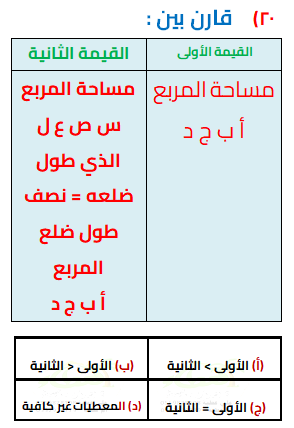 ٢٠) قارن بين :
القيمة الأولى
القيمة الثانية
مساحة المربع
أ ب ج د
مساحة المربع
س ص ع ل
الذي طول
ضلعه = نصف
طول ضلع
المربع
أ ب ج د
(أ) الأولى > الثانية
(ب) الأولى < الثانية
(ج) الأولى = الثانية
(د) المعطيات غير كافية